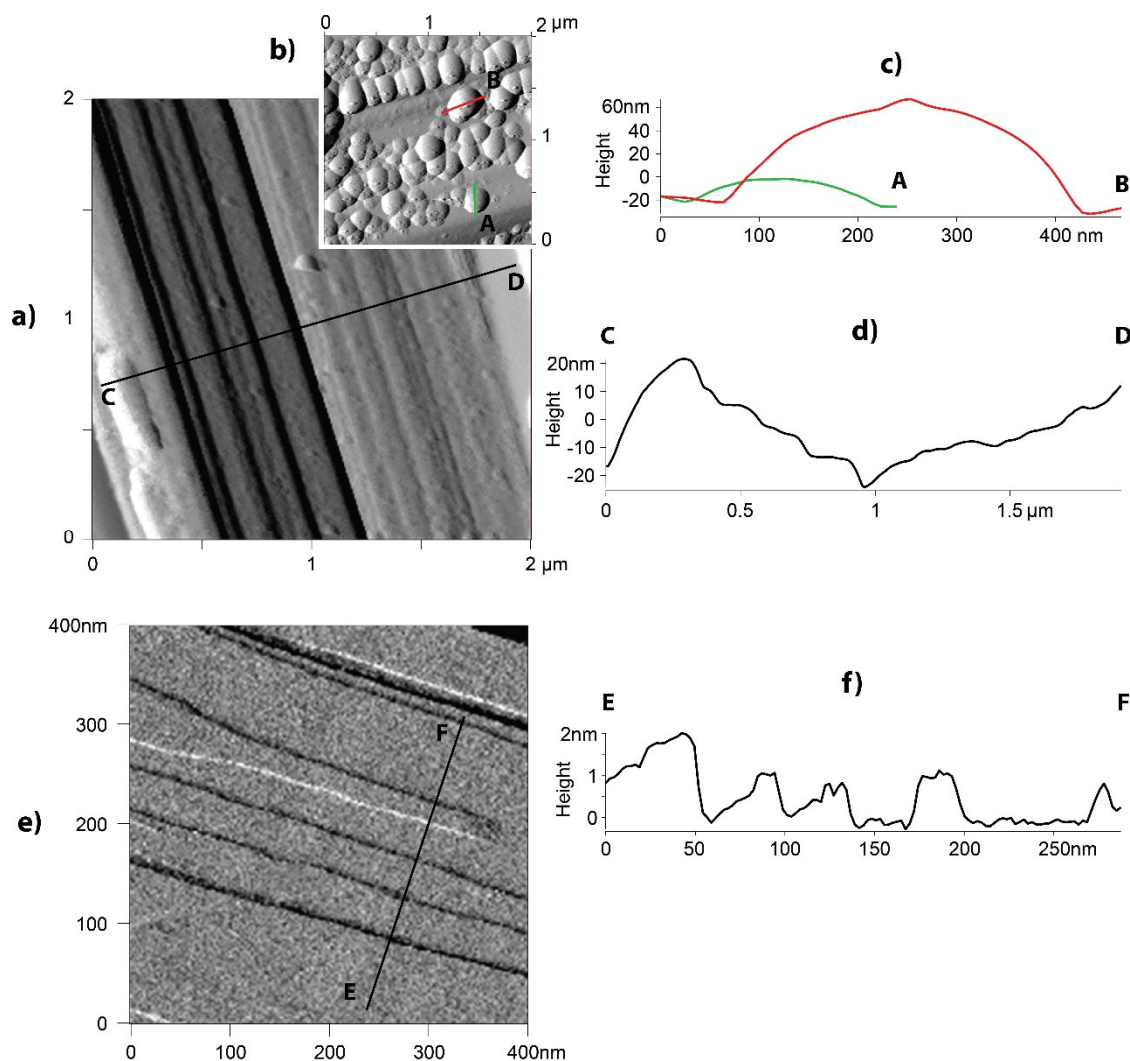 0 1 2 µm
b)
B
A
2
1
0
c)
60nm
40
20
0
-20
Height
A
B
0 100 200 300 400 nm
2
1
0
a)
C
D
0 1 2 µm
C
d)
D
20nm
10
0
-10
-20
Height
0 0.5 1 1.5 µm
400nm
300
200
100
0
e)
F
E
0 100 200 300 400nm
E
f)
F
2nm
1
0
Height
0 50 100 150 200 250nm